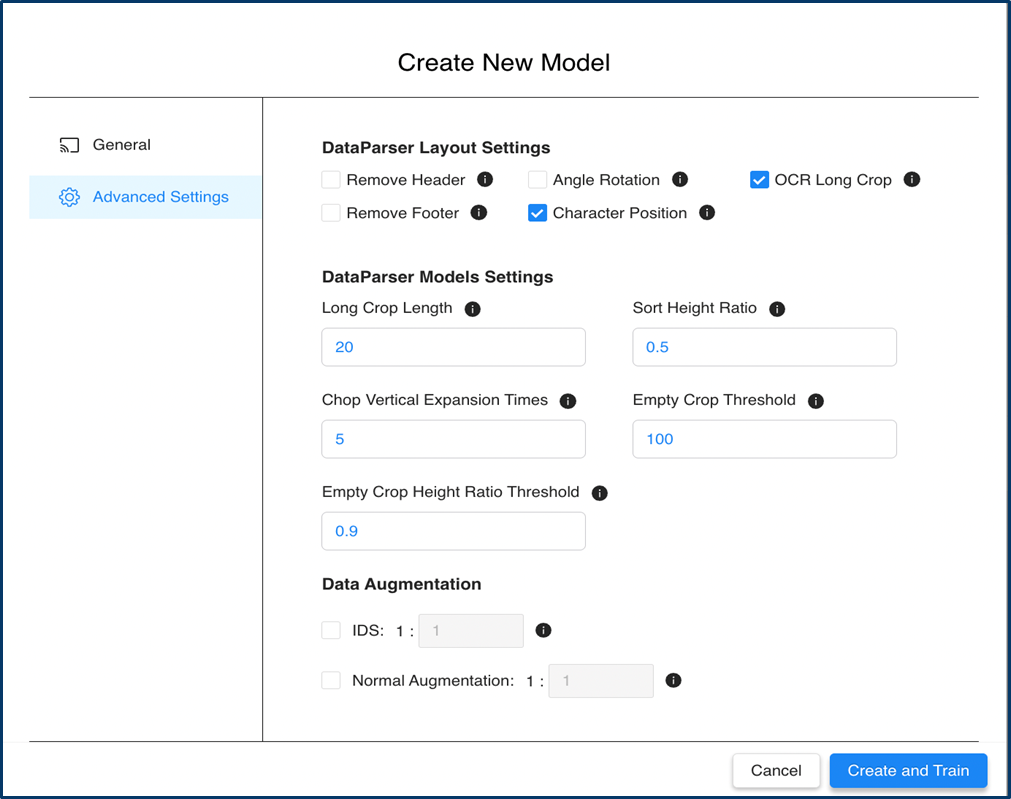 Create New Model
General
Advanced Settings
DataParser Layout Settings
Remove Header Angle Rotation OCR Long Crop
Remove Footer Character Position
DataParser Models Settings
Long Crop Length Sort Height Ratio
20 0.5
Chop Vertical Expansion Times Empty Crop Threshold
5 100
Empty Crop Height Ratio Threshold
0.9
Data Augmentation
IDS: 1 : 1
Normal Augmentation: 1 : 1
Cancel Create and Train